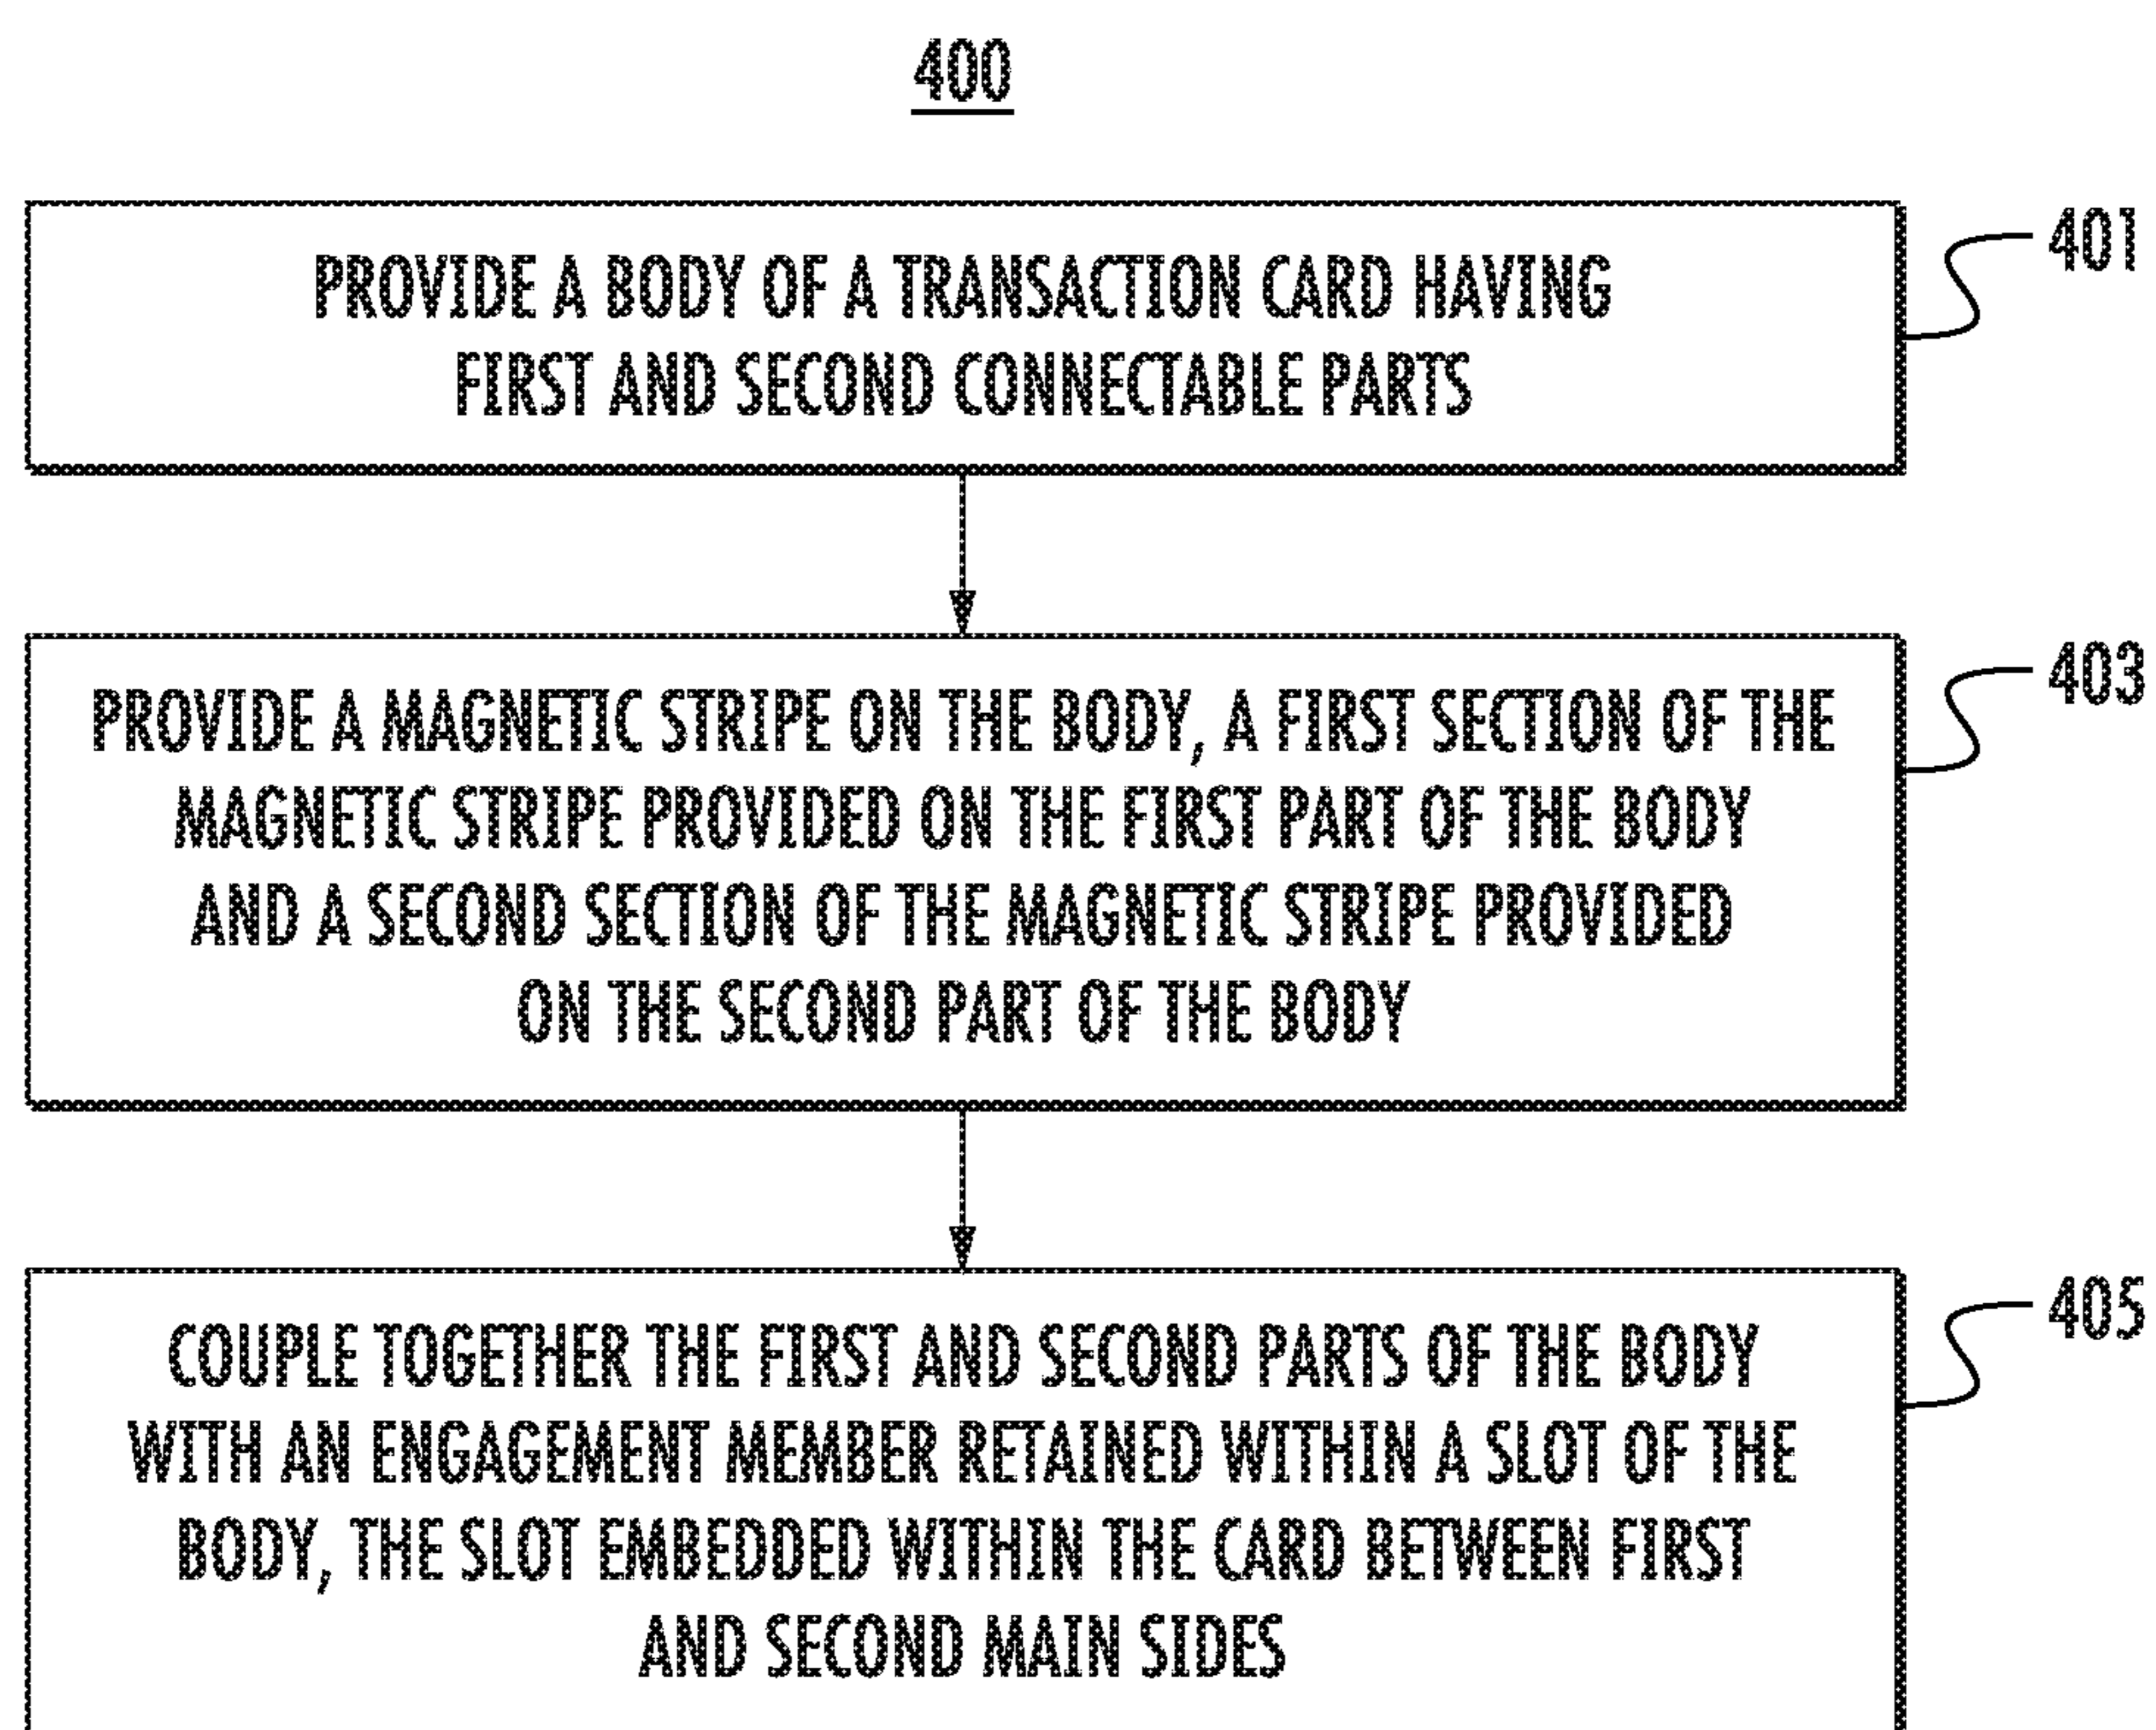 400
PROVIDE A BODY OF A TRANSACTION CARD HAVING
FIRST AND SECOND CONNECTABLE PARTS
401
PROVIDE A MAGNETIC STRIPE ON THE BODY, A FIRST SECTION OF THE
MAGNETIC STRIPE PROVIDED ON THE FIRST PART OF THE BODY
AND A SECOND SECTION OF THE MAGNETIC STRIPE PROVIDED
ON THE SECOND PART OF THE BODY
403
COUPLE TOGETHER THE FIRST AND SECOND PARTS OF THE BODY
WITH AN ENGAGEMENT MEMBER RETAINED WITHIN A SLOT OF THE
BODY, THE SLOT EMBEDDED WITHIN THE CARD BETWEEN FIRST
AND SECOND MAIN SIDES
405